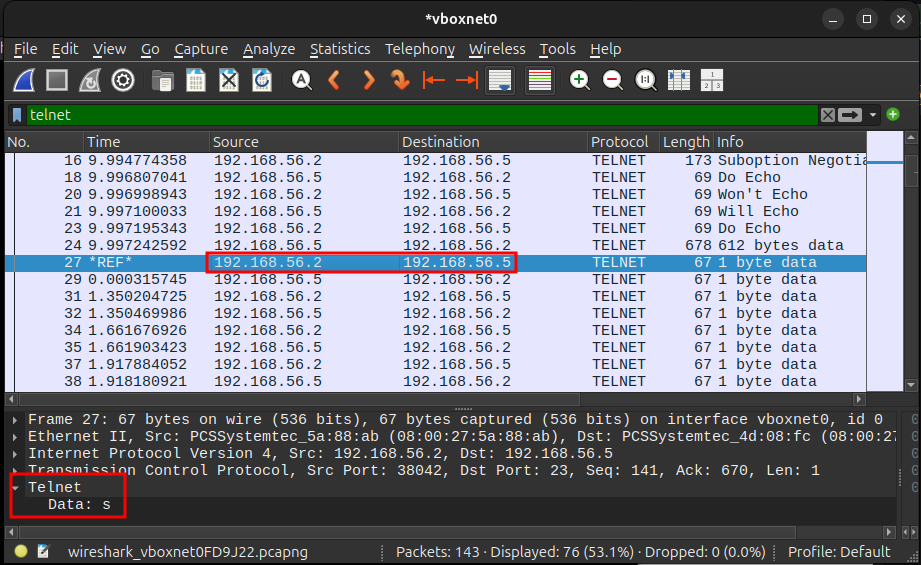 *vboxnet0
File Edit View Go Capture Analyze Statistics Telephony Wireless Tools Help
telnet
No. Time Source Destination Protocol Length Info
16 9.994774358 192.168.56.2 192.168.56.5 TELNET 173 Suboption Negotia
18 9.996807041 192.168.56.5 192.168.56.2 TELNET 69 Do Echo
20 9.996998943 192.168.56.2 192.168.56.5 TELNET 69 Won't Echo
21 9.997100033 192.168.56.5 192.168.56.2 TELNET 69 Will Echo
23 9.997195343 192.168.56.2 192.168.56.5 TELNET 69 Do Echo
24 9.997242592 192.168.56.5 192.168.56.2 TELNET 678 612 bytes data
27 *REF* 192.168.56.2 192.168.56.5 TELNET 67 1 byte data
29 0.000315745 192.168.56.5 192.168.56.2 TELNET 67 1 byte data
31 1.350204725 192.168.56.2 192.168.56.5 TELNET 67 1 byte data
32 1.350469986 192.168.56.5 192.168.56.2 TELNET 67 1 byte data
34 1.661676926 192.168.56.2 192.168.56.5 TELNET 67 1 byte data
35 1.661903423 192.168.56.5 192.168.56.2 TELNET 67 1 byte data
37 1.917884052 192.168.56.2 192.168.56.5 TELNET 67 1 byte data
38 1.918180921 192.168.56.5 192.168.56.2 TELNET 67 1 byte data
Frame 27: 67 bytes on wire (536 bits), 67 bytes captured (536 bits) on interface vboxnet0, id 0
Ethernet II, Src: PCSSystemtec_5a:88:ab (08:00:27:5a:88:ab), Dst: PCSSystemtec_4d:08:fc (08:00:27
Internet Protocol Version 4, Src: 192.168.56.2, Dst: 192.168.56.5
Transmission Control Protocol, Src Port: 38042, Dst Port: 23, Seq: 141, Ack: 670, Len: 1
Telnet
Data: s
wireshark_vboxnet0FD9J22.pcapng Packets: 143 · Displayed: 76 (53.1%) · Dropped: 0 (0.0%) Profile: Default